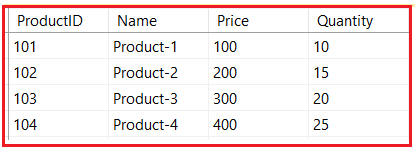 ProductID Name Price Quantity
101 Product-1 100 10
102 Product-2 200 15
103 Product-3 300 20
104 Product-4 400 25